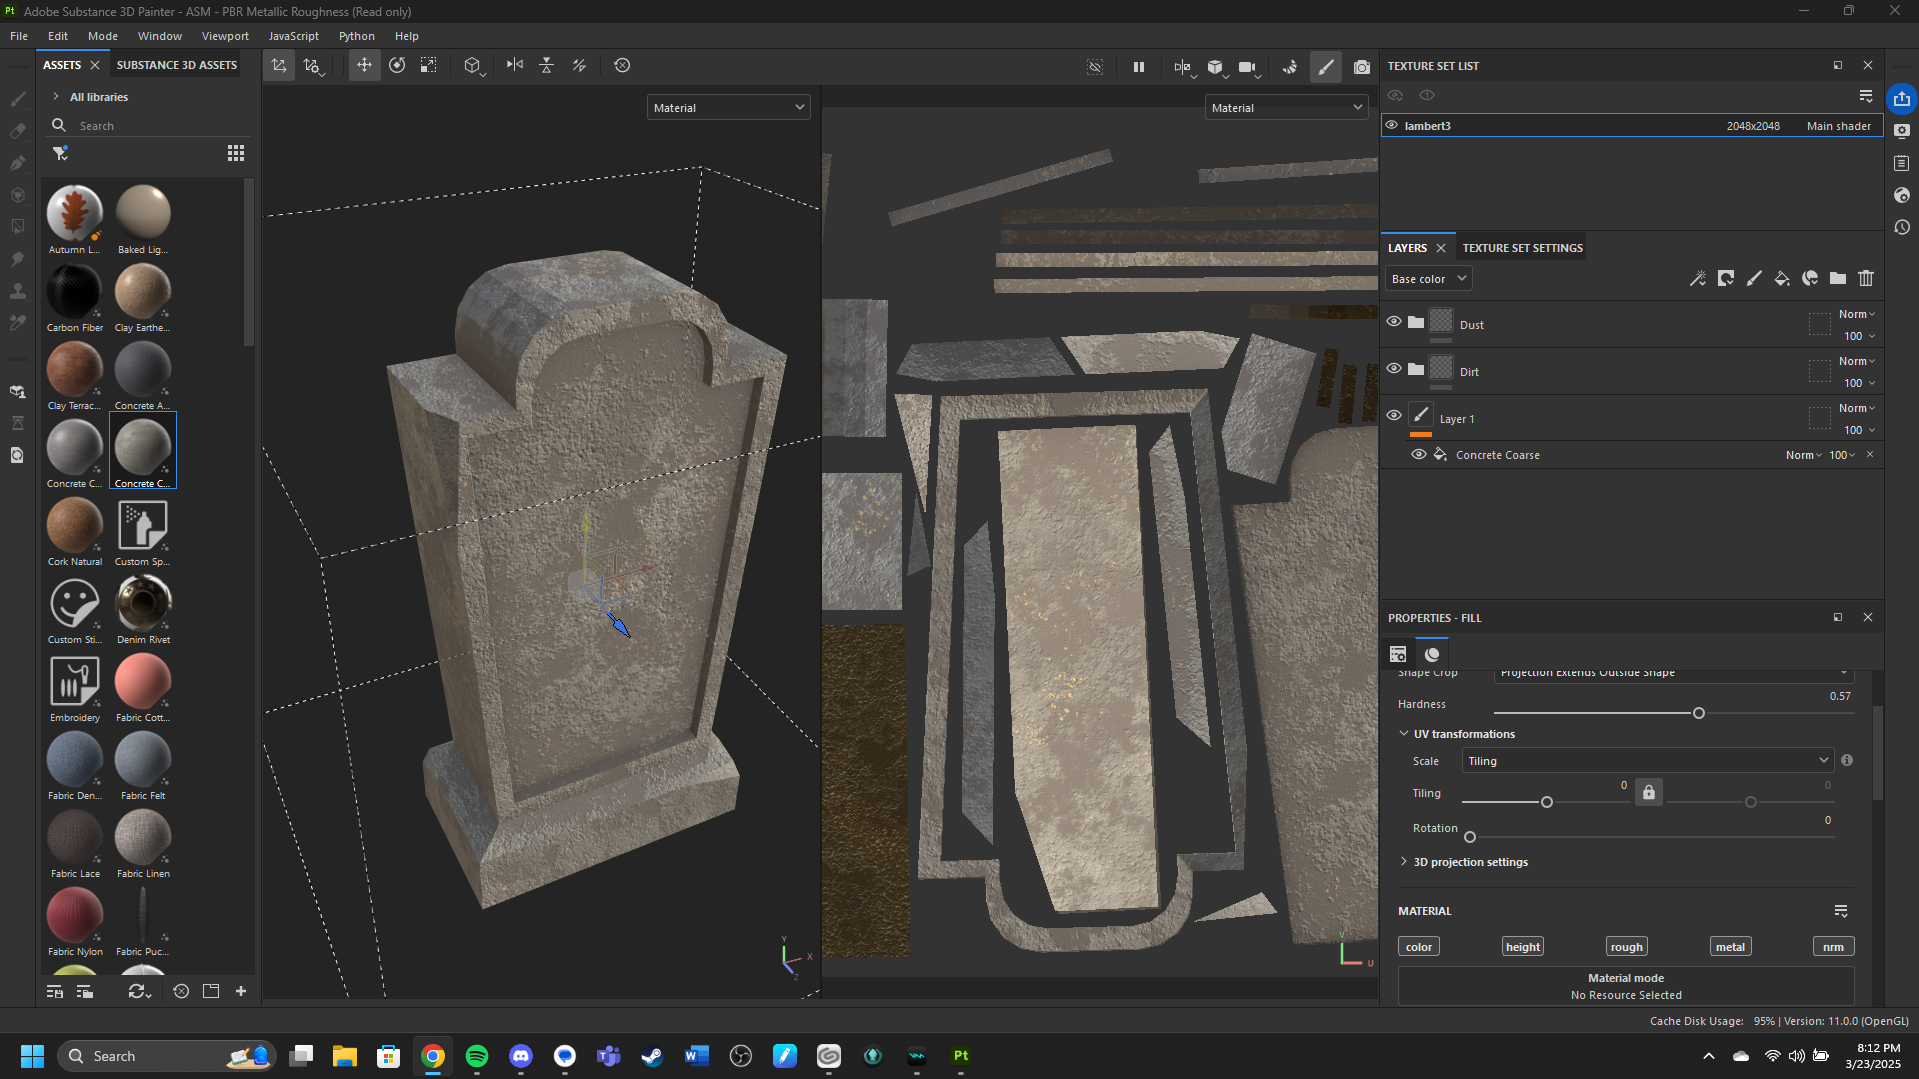 Pt Adobe Substance 3D Painter - ASM - PBR Metallic Roughness (Read only)
File Edit Mode Window Viewport JavaScript Python Help
ASSETS SUBSTANCE 3D ASSETS
All libraries
Search
Autumn L... Baked Lig...
Carbon Fiber Clay Earthe...
Clay Terrac... Concrete A...
Concrete C... Concrete C...
Cork Natural Custom Sp...
Custom Sti... Denim Rivet
Embroidery Fabric Cott...
Fabric Den... Fabric Felt
Fabric Lace Fabric Linen
Fabric Nylon Fabric Puc...
Material
Y
X
Z
Material
V
U
TEXTURE SET LIST
lambert3 2048x2048 Main shader
LAYERS TEXTURE SET SETTINGS
Base color
Dust Norm
100
Dirt Norm
100
Layer 1 Norm
100
Concrete Coarse Norm 100
PROPERTIES - FILL
Shape Crop Projection Extends Outside Shape
Hardness 0.57
UV transformations
Scale Tiling
Tiling 0 0
Rotation 0
3D projection settings
MATERIAL
color height rough metal nrm
Material mode
No Resource Selected
Cache Disk Usage: 95% | Version: 11.0.0 (OpenGL)
Search
Pt
8:12 PM
3/23/2025